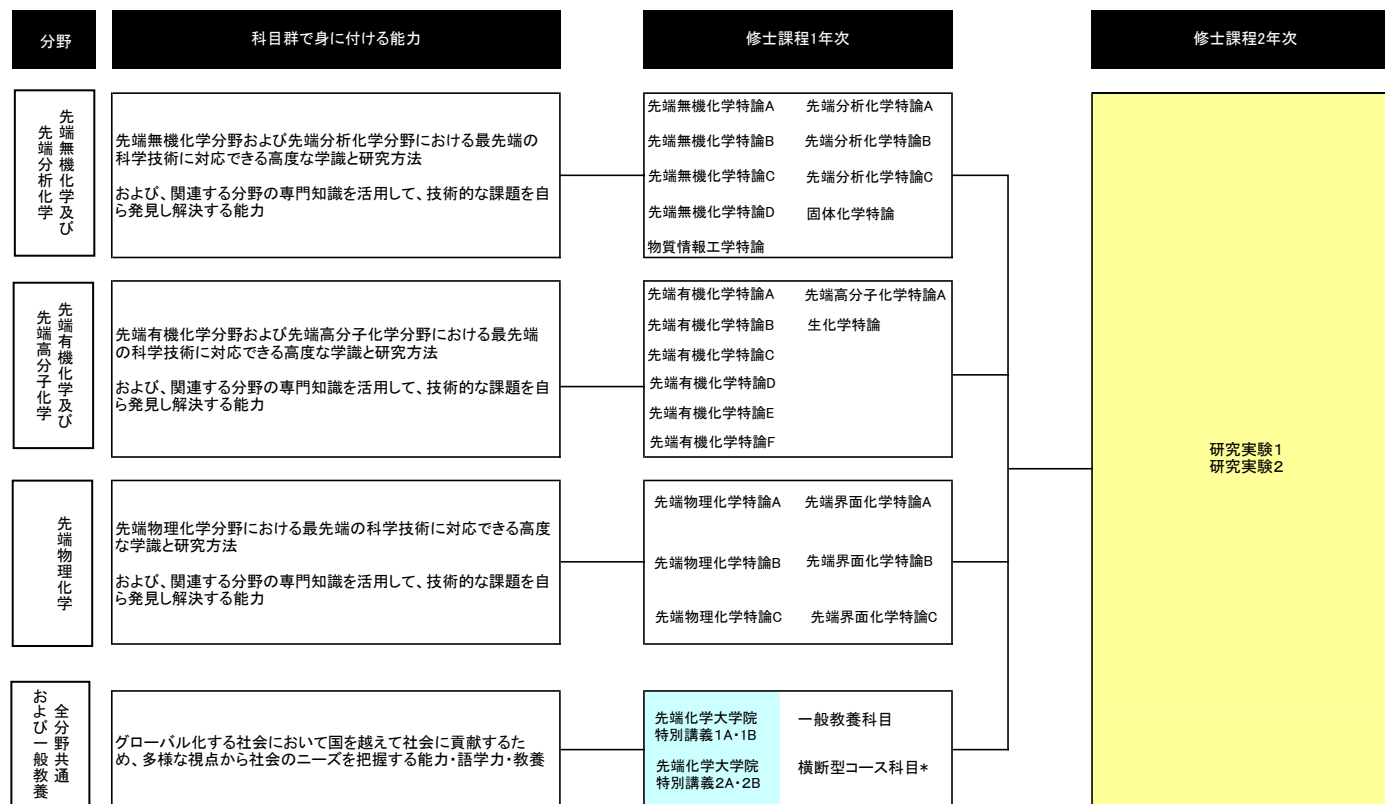 分野
科目群で身に付ける能力
修士課程1年次
修士課程2年次
先端無機化学及び
先端分析化学
先端無機化学分野および先端分析化学分野における最先端の
科学技術に対応できる高度な学識と研究方法
および、関連する分野の専門知識を活用して、技術的な課題を自
ら発見し解決する能力
先端無機化学特論A 先端分析化学特論A
先端無機化学特論B 先端分析化学特論B
先端無機化学特論C 先端分析化学特論C
先端無機化学特論D 固体化学特論
物質情報工学特論
先端有機化学及び
先端高分子化学
先端有機化学分野および先端高分子化学分野における最先端
の科学技術に対応できる高度な学識と研究方法
および、関連する分野の専門知識を活用して、技術的な課題を自
ら発見し解決する能力
先端有機化学特論A 先端高分子化学特論A
先端有機化学特論B 生化学特論
先端有機化学特論C
先端有機化学特論D
先端有機化学特論E
先端有機化学特論F
研究実験1
研究実験2
先端物理化学
先端物理化学分野における最先端の科学技術に対応できる高度
な学識と研究方法
および、関連する分野の専門知識を活用して、技術的な課題を自
ら発見し解決する能力
先端物理化学特論A 先端界面化学特論A
先端物理化学特論B 先端界面化学特論B
先端物理化学特論C 先端界面化学特論C
全分野共通
および一般教養
グローバル化する社会において国を越えて社会に貢献するた
め、多様な視点から社会のニーズを把握する能力・語学力・教養
先端化学大学院
特別講義1A・1B
先端化学大学院
特別講義2A・2B
一般教養科目
横断型コース科目*